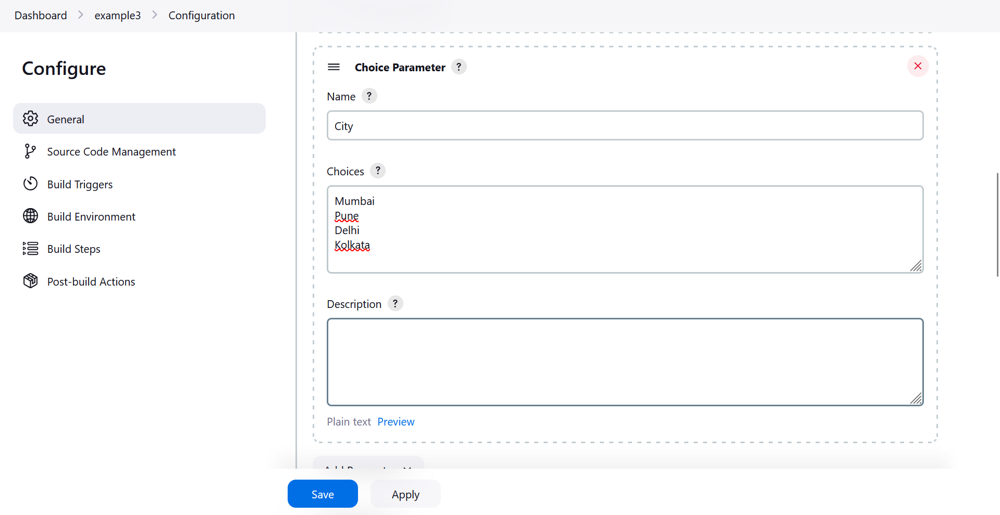 Dashboard > example3 > Configuration
Configure
General
Source Code Management
Build Triggers
Build Environment
Build Steps
Post-build Actions
Choice Parameter ?
Name ?
City
Choices ?
Mumbai
Pune
Delhi
Kolkata
Description ?
Plain text Preview
Save Apply